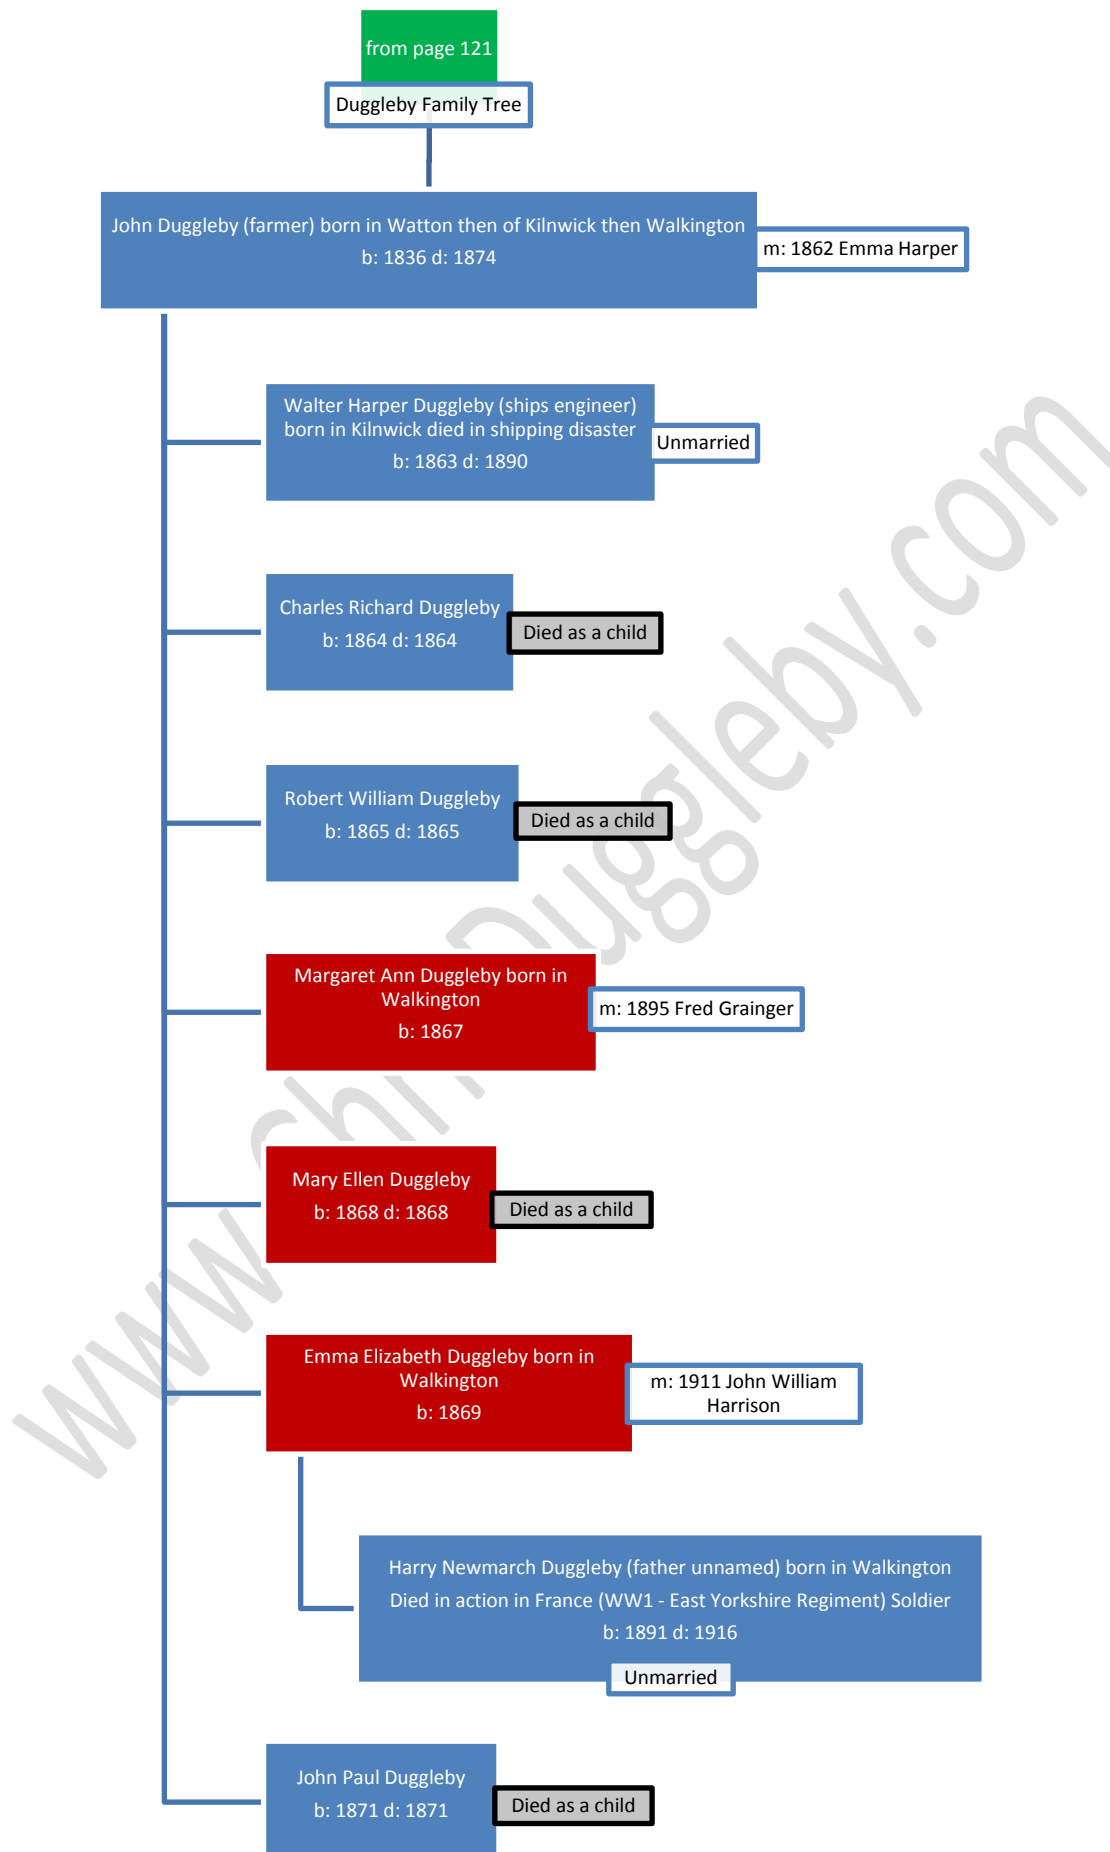 from page 121
Duggleby Family Tree
John Duggleby (farmer) born in Watton then of Kilnwick then Walkington
b: 1836 d: 1874
m: 1862 Emma Harper
Walter Harper Duggleby (ships engineer)
born in Kilnwick died in shipping disaster
b: 1863 d: 1890
Unmarried
Charles Richard Duggleby
b: 1864 d: 1864
Died as a child
Robert William Duggleby
b: 1865 d: 1865
Died as a child
Margaret Ann Duggleby born in
Walkington
b: 1867
m: 1895 Fred Grainger
Mary Ellen Duggleby
b: 1868 d: 1868
Died as a child
Emma Elizabeth Duggleby born in
Walkington
b: 1869
m: 1911 John William
Harrison
Harry Newmarch Duggleby (father unnamed) born in Walkington
Died in action in France (WW1 - East Yorkshire Regiment) Soldier
b: 1891 d: 1916
Unmarried
John Paul Duggleby
b: 1871 d: 1871
Died as a child